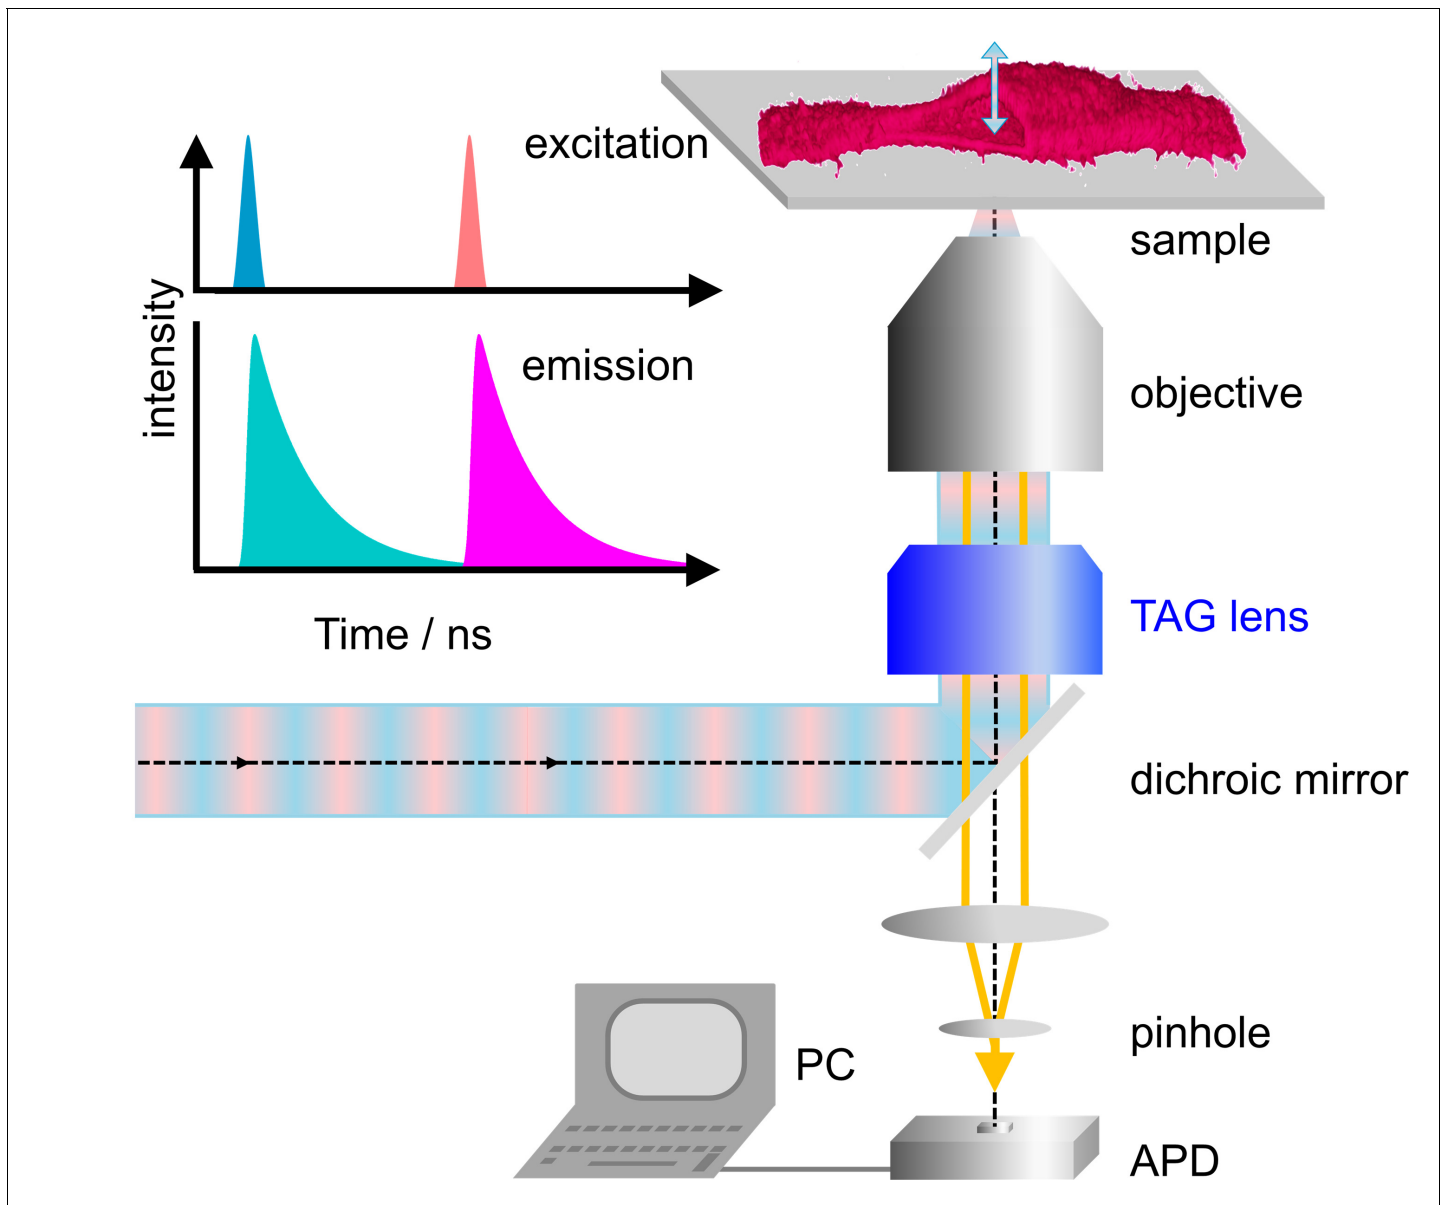 excitation
intensity
emission
Time / ns
sample
objective
TAG lens
dichroic mirror
pinhole
PC
APD